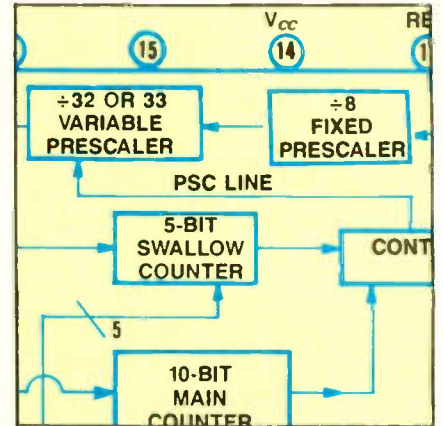 VCC
15
14
÷32 OR 33
VARIABLE
PRESCALER
÷8
FIXED
PRESCALER
PSC LINE
5-BIT
SWALLOW
COUNTER
5
10-BIT
MAIN
COUNTER